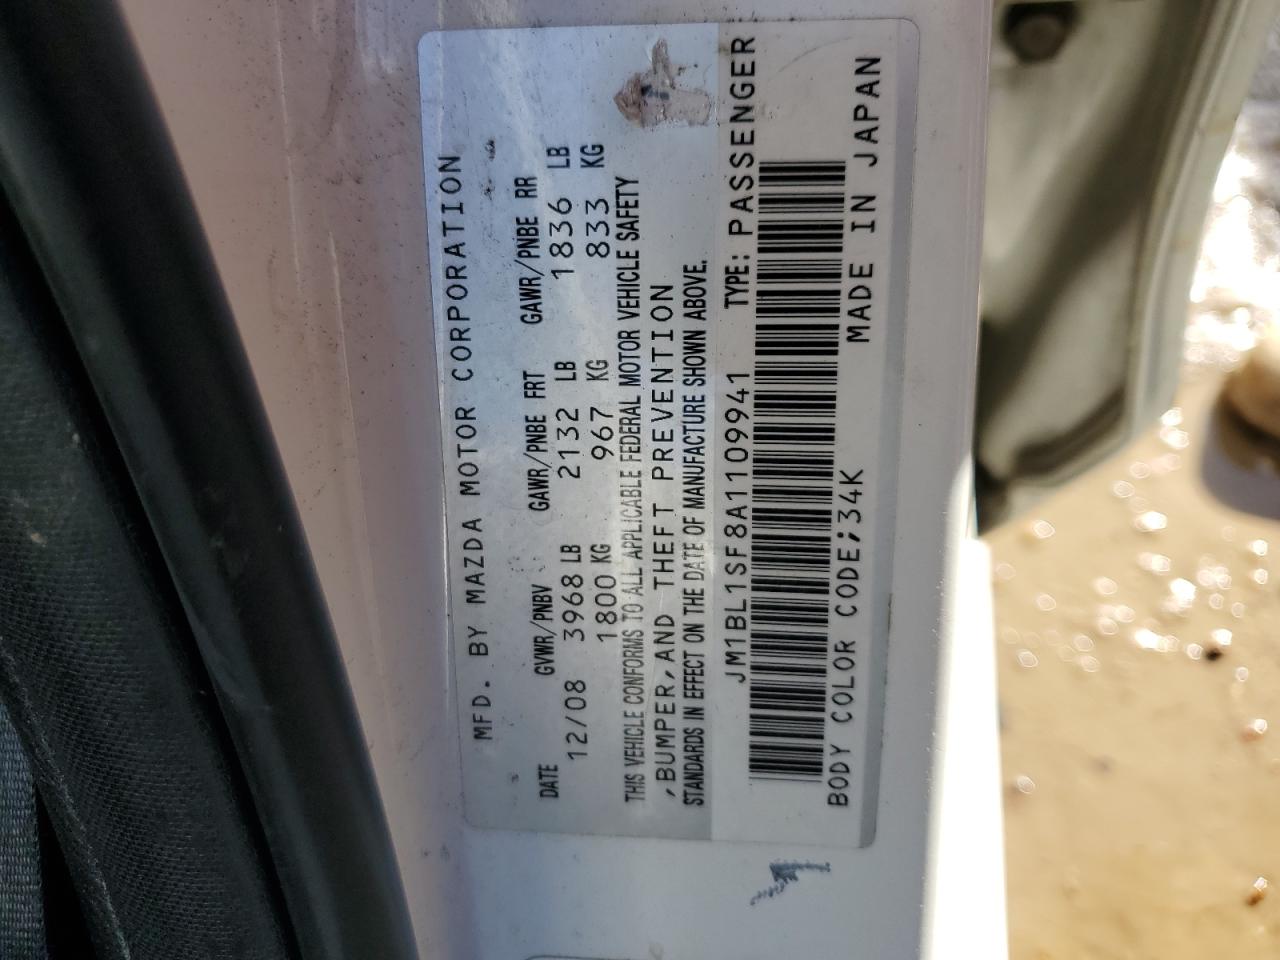 MFD. BY MAZDA MOTOR CORPORATION
DATE GVWR/PNBV GAWR/PNBE FRT GAWR/PNBE RR
12/08 3968 LB 2132 LB 1836 LB
1800 KG 967 KG 833 KG
THIS VEHICLE CONFORMS TO ALL APPLICABLE FEDERAL MOTOR VEHICLE SAFETY
,BUMPER,AND THEFT PREVENTION
STANDARDS IN EFFECT ON THE DATE OF MANUFACTURE SHOWN ABOVE.
JM1BL1SF8A1109941 TYPE: PASSENGER
BODY COLOR CODE;34K MADE IN JAPAN